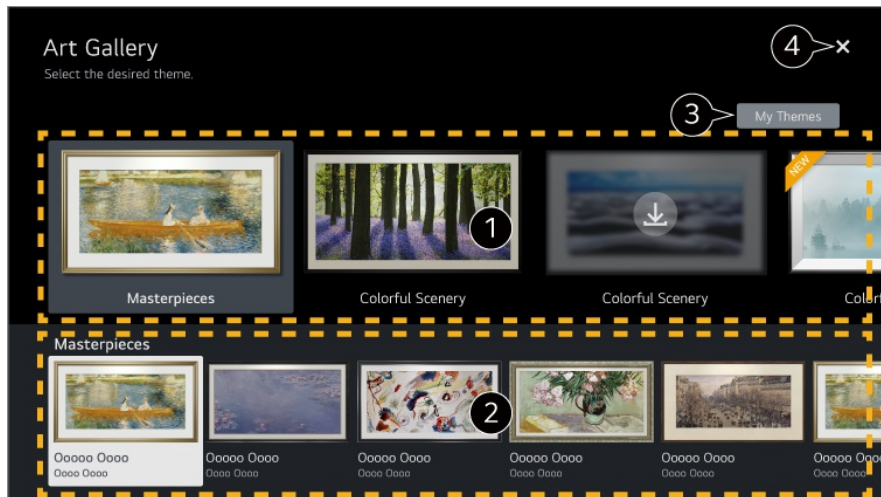 Art Gallery
4
Select the desired theme.
3
My Themes
NEW
1
Masterpieces
Colorful Scenery
Colorful Scenery
Masterpieces
2
Ooooo Oooo
Ooooo Oooo
Ooooo Oooo
Ooooo Oooo
Ooooo Oooo
Ooooo Oooo
Oooo Oooo
Oooo Oooo
Oooo Oooo
Oooo Oooo
Oooo Oooo
Oooo Oooo